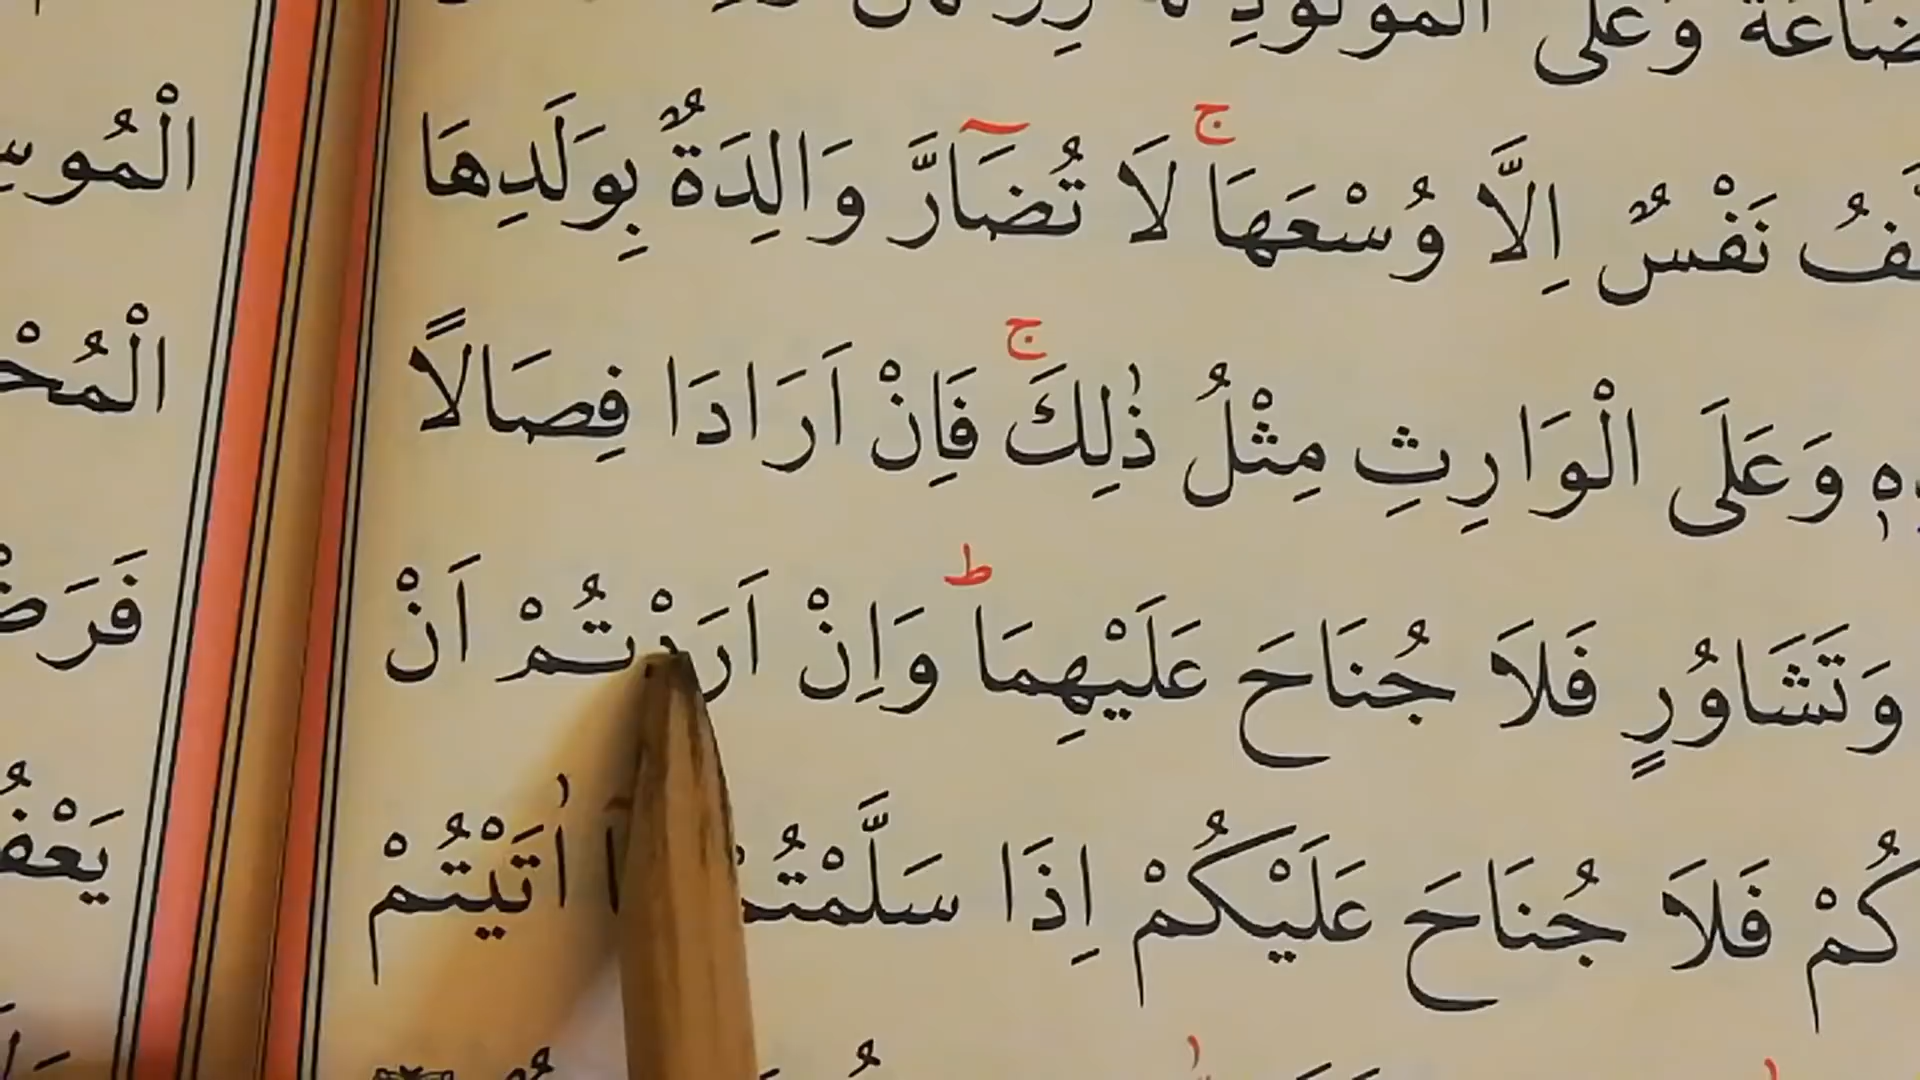 وَعَلَى الْمَوْلُودِ
نَفْسٌ اِلَّا وُسْعَهَا ج لَا تُضَآرَّ وَالِدَةٌ بِوَلَدِهَا
وَعَلَى الْوَارِثِ مِثْلُ ذٰلِكَ ج فَاِنْ اَرَادَا فِصَالًا
وَتَشَاوُرٍ فَلَا جُنَاحَ عَلَيْهِمَا ط وَاِنْ اَرَدْتُمْ اَنْ
كُمْ فَلَا جُنَاحَ عَلَيْكُمْ اِذَا سَلَّمْتُمْ اٰتَيْتُمْ